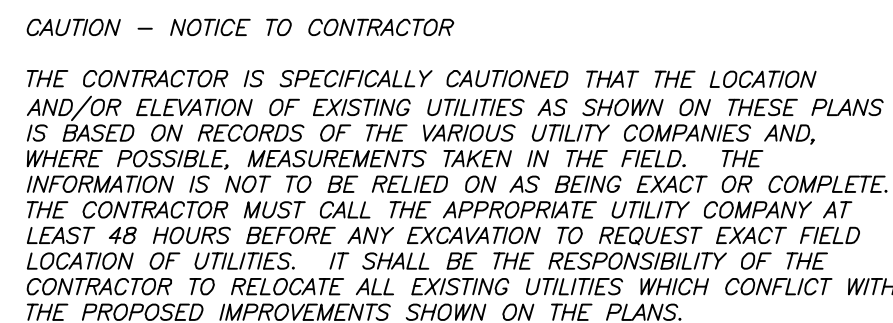 CAUTION – NOTICE TO CONTRACTOR
THE CONTRACTOR IS SPECIFICALLY CAUTIONED THAT THE LOCATION
AND/OR ELEVATION OF EXISTING UTILITIES AS SHOWN ON THESE PLANS
IS BASED ON RECORDS OF THE VARIOUS UTILITY COMPANIES AND,
WHERE POSSIBLE, MEASUREMENTS TAKEN IN THE FIELD. THE
INFORMATION IS NOT TO BE RELIED ON AS BEING EXACT OR COMPLETE.
THE CONTRACTOR MUST CALL THE APPROPRIATE UTILITY COMPANY AT
LEAST 48 HOURS BEFORE ANY EXCAVATION TO REQUEST EXACT FIELD
LOCATION OF UTILITIES. IT SHALL BE THE RESPONSIBILITY OF THE
CONTRACTOR TO RELOCATE ALL EXISTING UTILITIES WHICH CONFLICT WITH
THE PROPOSED IMPROVEMENTS SHOWN ON THE PLANS.